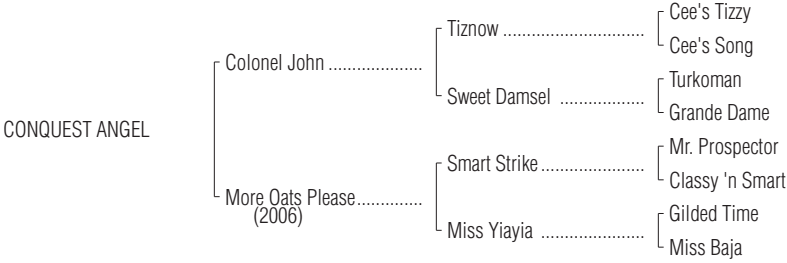 Cee's Tizzy
Tiznow ..............................
Cee's Song
Colonel John ....................
Turkoman
Sweet Damsel ..................
Grande Dame
CONQUEST ANGEL
Mr. Prospector
Smart Strike......................
Classy 'n Smart
More Oats Please..............
(2006)
Gilded Time
Miss Yiayia ......................
Miss Baja